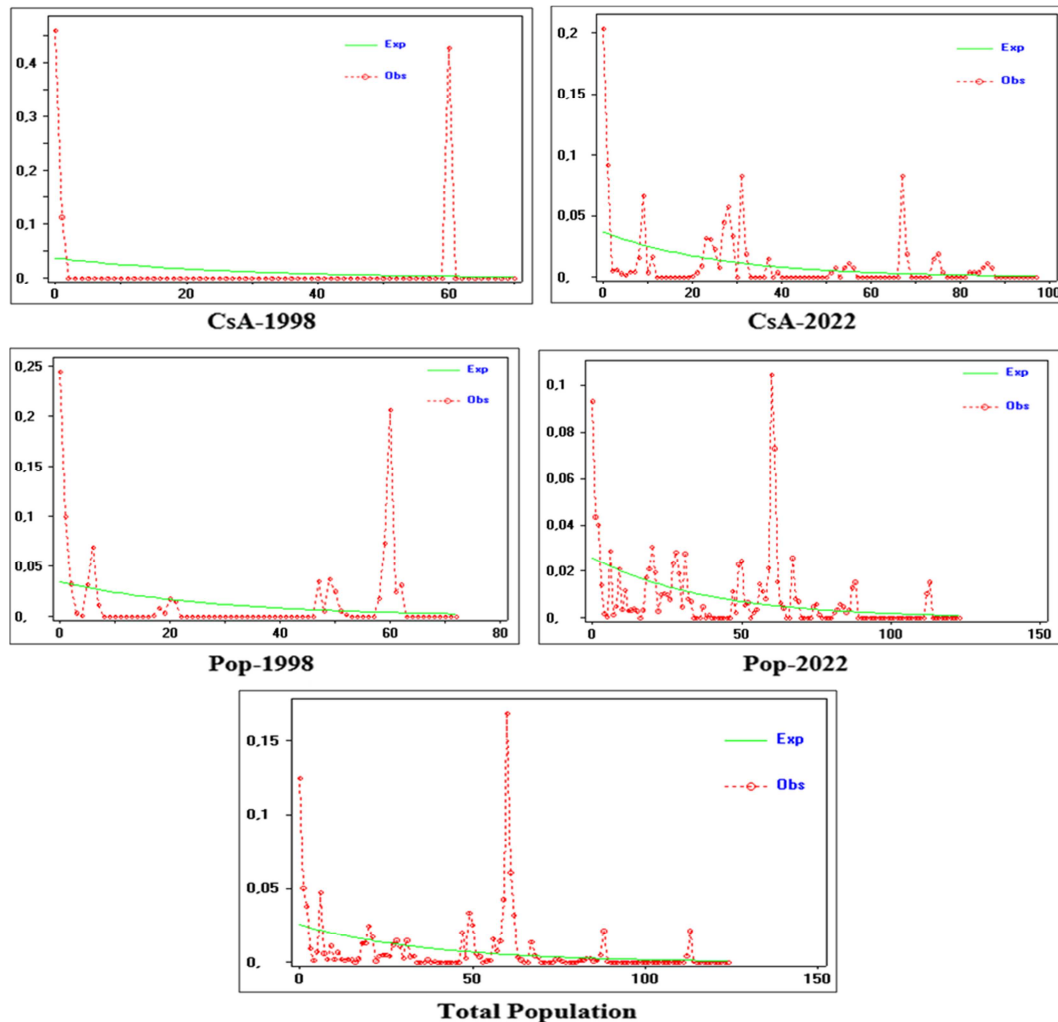 Exp
Obs
0,4
0,3
0,2
0,1
0,
0 20 40 60
CsA-1998
Exp
Obs
0,2
0,15
0,1
0,05
0,
0 20 40 60 80 100
CsA-2022
Exp
Obs
0,25
0,2
0,15
0,1
0,05
0,
0 20 40 60 80
Pop-1998
Exp
Obs
0,1
0,08
0,06
0,04
0,02
0,
0 50 100 150
Pop-2022
Exp
Obs
0,15
0,1
0,05
0,
0 50 100 150
Total Population